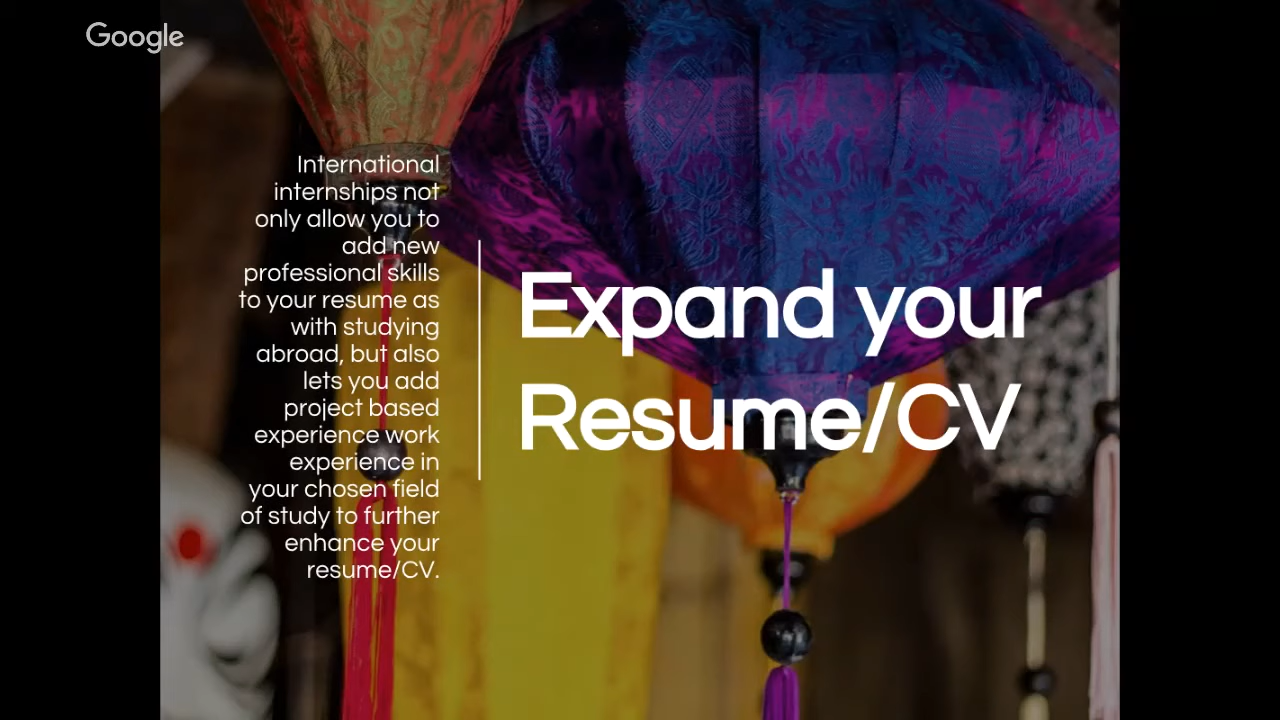 Google
International
internships not
only allow you to
add new
professional skills
to your resume as
with studying
abroad, but also
lets you add
project based
experience work
experience in
your chosen field
of study to further
enhance your
resume/CV.
Expand your
Resume/CV